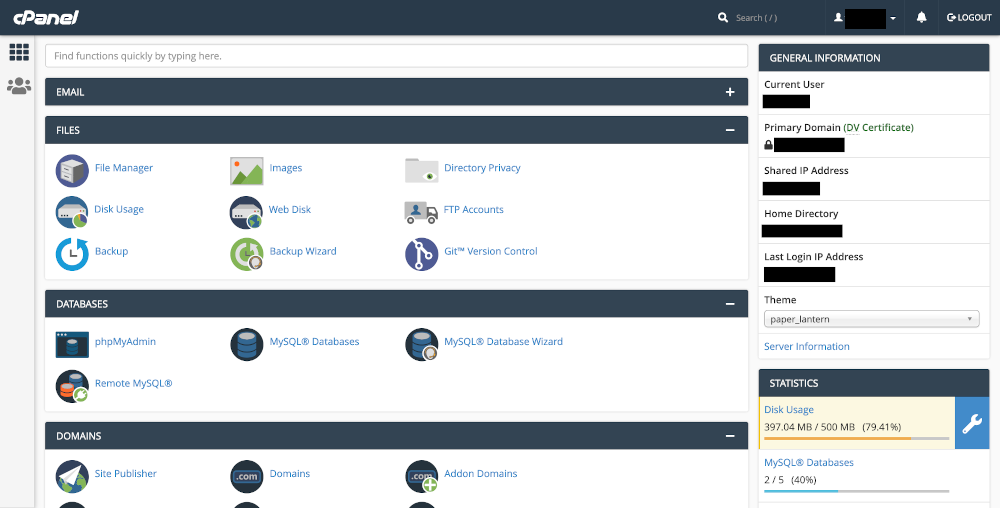 cPanel
Search ( / )
LOGOUT
Find functions quickly by typing here.
EMAIL
FILES
File Manager
Images
Directory Privacy
Disk Usage
Web Disk
FTP Accounts
Backup
Backup Wizard
Git™ Version Control
DATABASES
phpMyAdmin
MySQL® Databases
MySQL® Database Wizard
Remote MySQL®
DOMAINS
Site Publisher
.com
Domains
.com
Addon Domains
GENERAL INFORMATION
Current User
Primary Domain (DV Certificate)
Shared IP Address
Home Directory
Last Login IP Address
Theme
paper_lantern
Server Information
STATISTICS
Disk Usage
397.04 MB / 500 MB (79.41%)
MySQL® Databases
2 / 5 (40%)